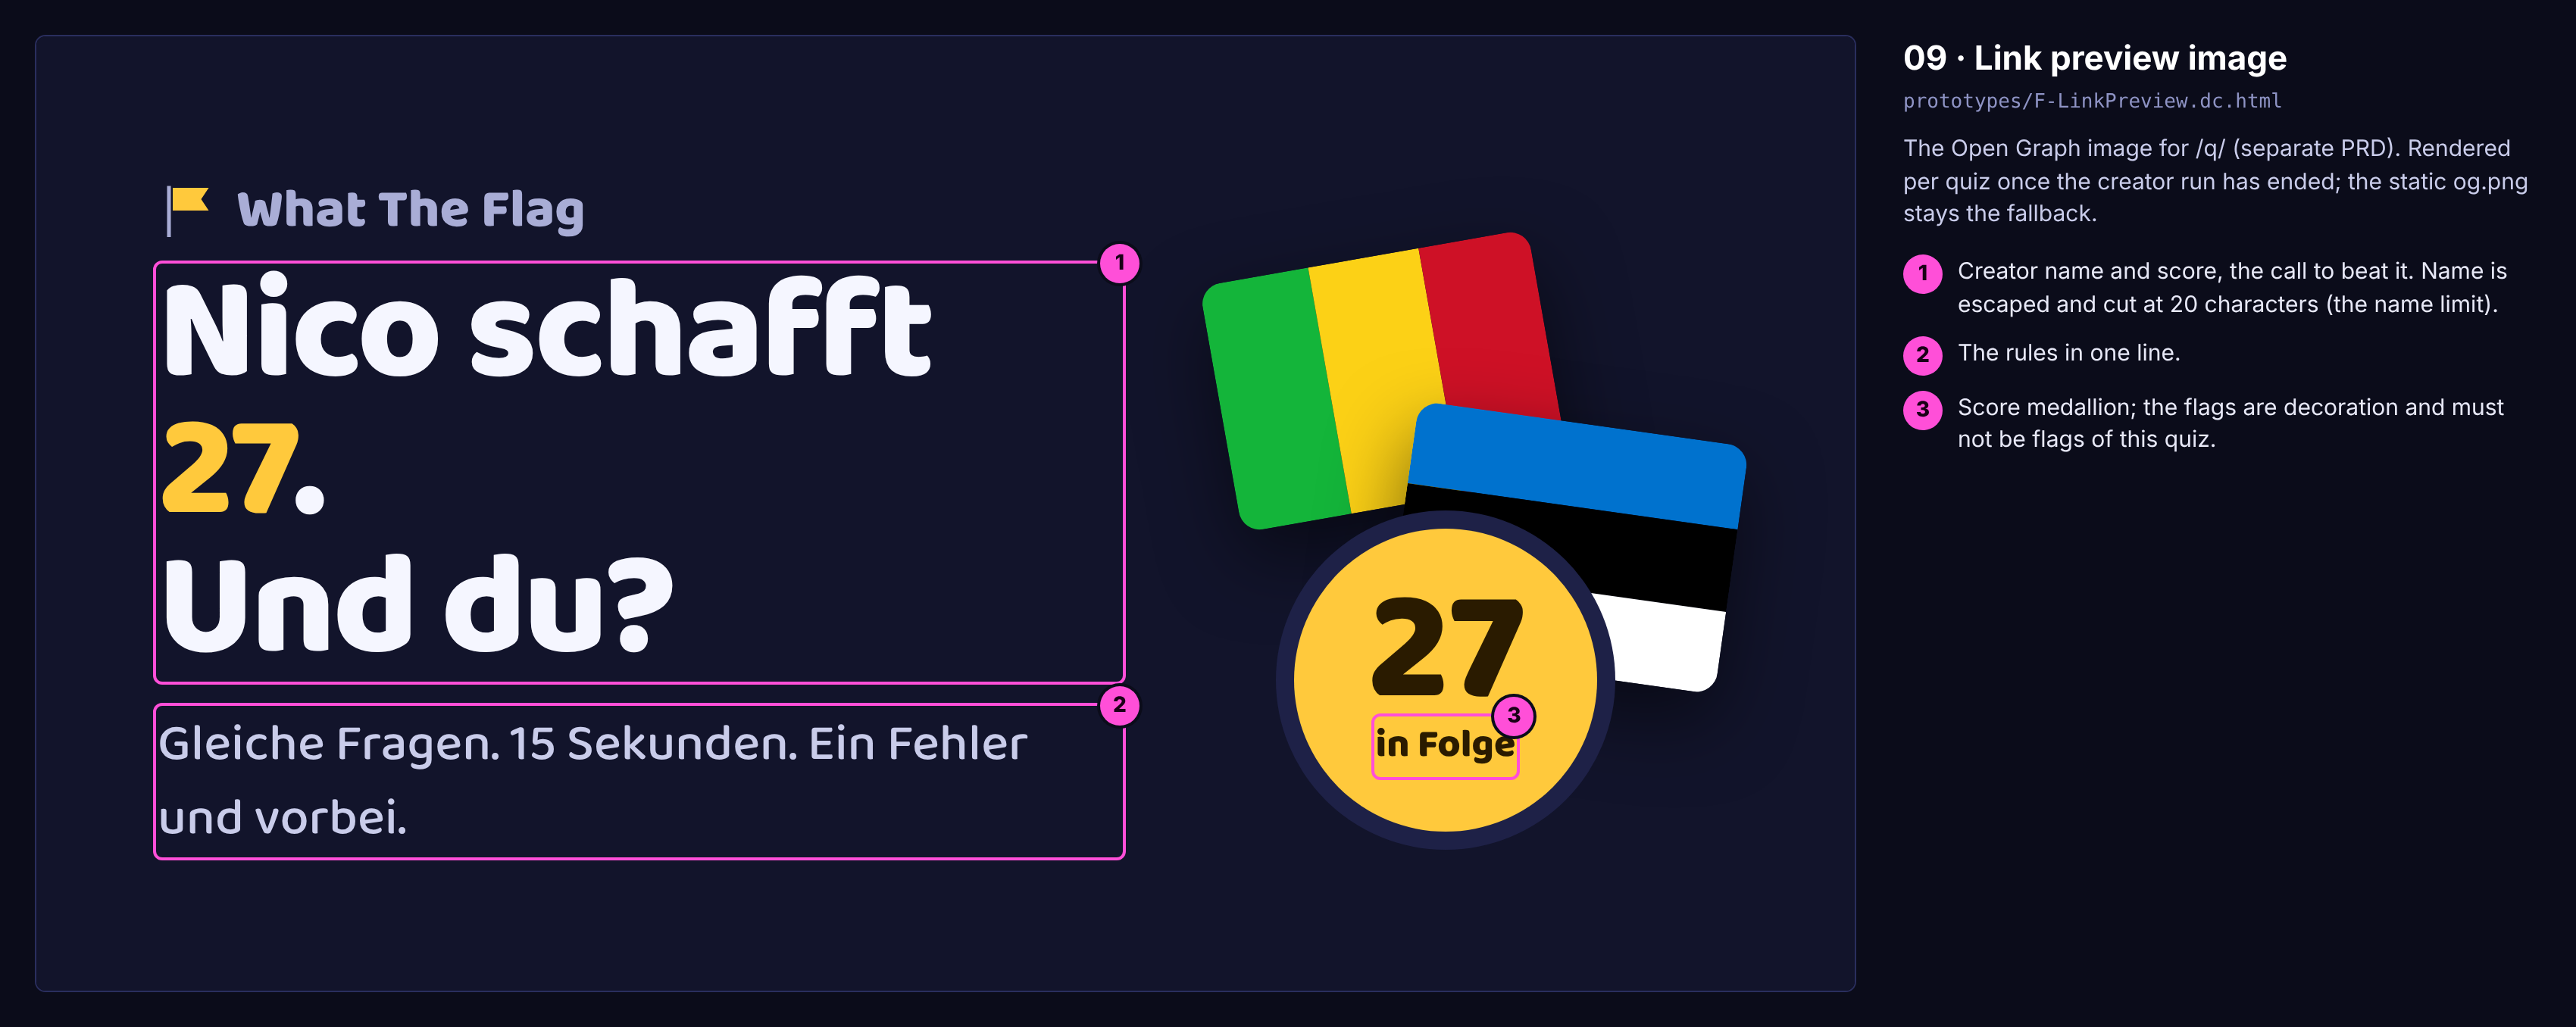 What The Flag
Nico schafft
27.
Und du?
Gleiche Fragen. 15 Sekunden. Ein Fehler
und vorbei.
1
2
27
in Folge
3
09 · Link preview image
prototypes/F-LinkPreview.dc.html
The Open Graph image for /q/ (separate PRD). Rendered
per quiz once the creator run has ended; the static og.png
stays the fallback.
1 Creator name and score, the call to beat it. Name is
escaped and cut at 20 characters (the name limit).
2 The rules in one line.
3 Score medallion; the flags are decoration and must
not be flags of this quiz.